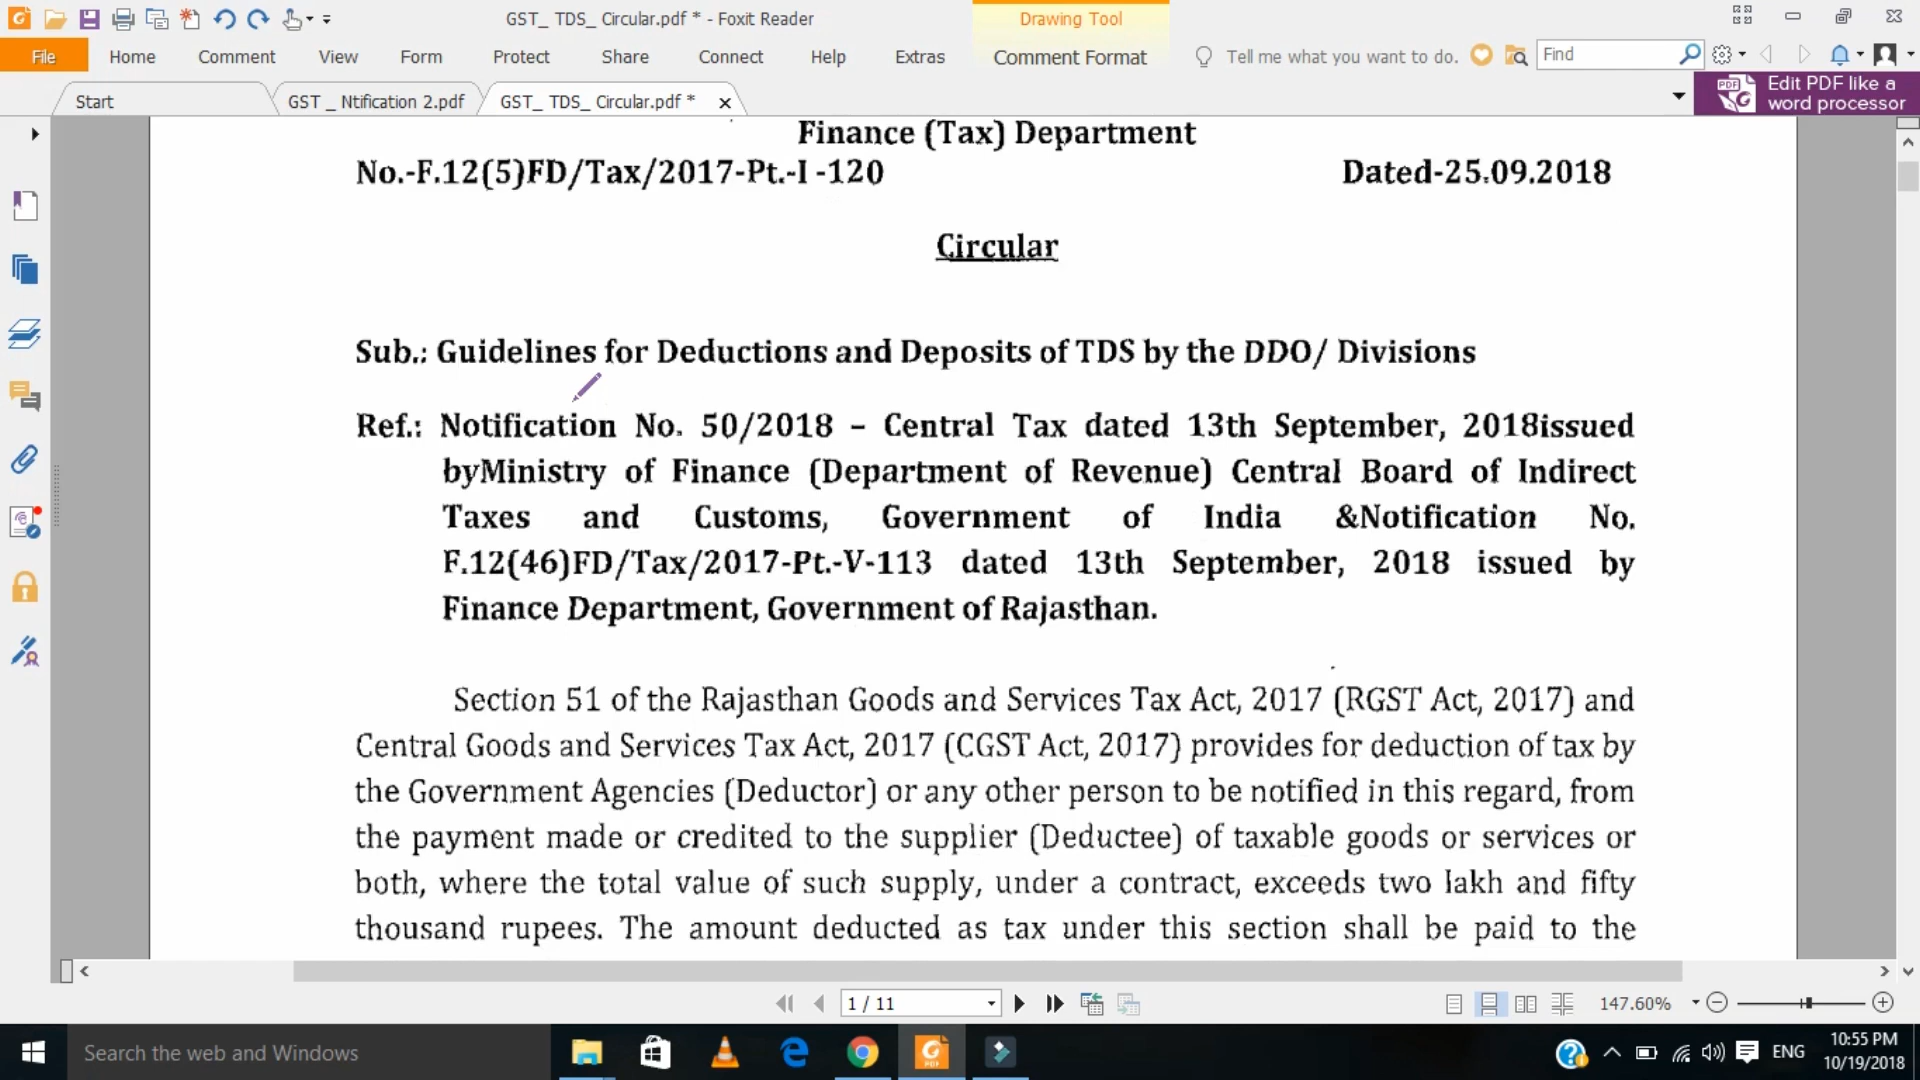 GST_ TDS_ Circular.pdf * - Foxit Reader
Drawing Tool
File
Home
Comment
View
Form
Protect
Share
Connect
Help
Extras
Comment Format
Tell me what you want to do.
Find
Start
GST _ Ntification 2.pdf
GST_ TDS_ Circular.pdf *
PDF
Edit PDF like a
word processor
Finance (Tax) Department
No.-F.12(5)FD/Tax/2017-Pt.-I -120
Dated-25.09.2018
Circular
Sub.: Guidelines for Deductions and Deposits of TDS by the DDO/ Divisions
Ref.: Notification No. 50/2018 – Central Tax dated 13th September, 2018issued
byMinistry of Finance (Department of Revenue) Central Board of Indirect
Taxes and Customs, Government of India &Notification No.
F.12(46)FD/Tax/2017-Pt.-V-113 dated 13th September, 2018 issued by
Finance Department, Government of Rajasthan.
Section 51 of the Rajasthan Goods and Services Tax Act, 2017 (RGST Act, 2017) and
Central Goods and Services Tax Act, 2017 (CGST Act, 2017) provides for deduction of tax by
the Government Agencies (Deductor) or any other person to be notified in this regard, from
the payment made or credited to the supplier (Deductee) of taxable goods or services or
both, where the total value of such supply, under a contract, exceeds two lakh and fifty
thousand rupees. The amount deducted as tax under this section shall be paid to the
1 / 11
147.60%
Search the web and Windows
PDF
ENG
10:55 PM
10/19/2018